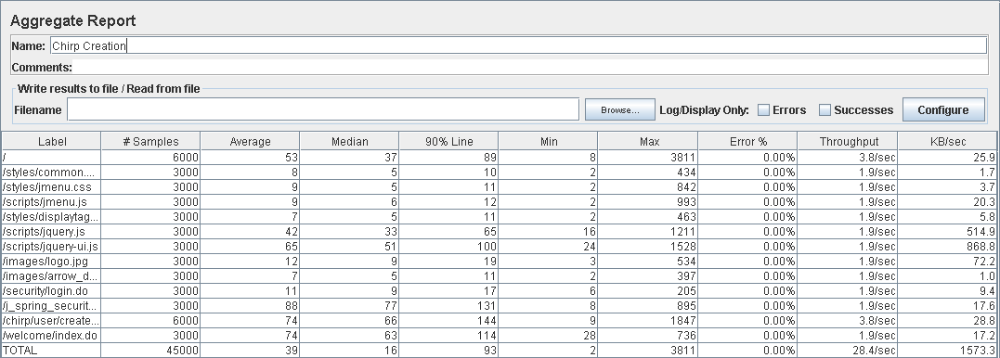 Aggregate Report
Name: Chirp Creation
Comments:
Write results to file / Read from file
Filename Browse... Log/Display Only: Errors Successes Configure
Label # Samples Average Median 90% Line Min Max Error % Throughput KB/sec
/ 6000 53 37 89 8 3811 0.00% 3.8/sec 25.9
/styles/common.... 3000 8 5 10 2 434 0.00% 1.9/sec 1.7
/styles/jmenu.css 3000 9 5 11 2 842 0.00% 1.9/sec 3.7
/scripts/jmenu.js 3000 9 6 12 2 993 0.00% 1.9/sec 20.3
/styles/displaytag... 3000 7 5 11 2 463 0.00% 1.9/sec 5.8
/scripts/jquery.js 3000 42 33 65 16 1211 0.00% 1.9/sec 514.9
/scripts/jquery-ui.js 3000 65 51 100 24 1528 0.00% 1.9/sec 868.8
/images/logo.jpg 3000 12 9 19 3 534 0.00% 1.9/sec 72.2
/images/arrow_d... 3000 7 5 11 2 397 0.00% 1.9/sec 1.0
/security/login.do 3000 11 9 17 6 205 0.00% 1.9/sec 9.4
/j_spring_securit... 3000 88 77 131 8 895 0.00% 1.9/sec 17.6
/chirp/user/create... 6000 74 66 144 9 1847 0.00% 3.8/sec 28.8
/welcome/index.do 3000 74 63 114 28 736 0.00% 1.9/sec 17.2
TOTAL 45000 39 16 93 2 3811 0.00% 28.4/sec 1573.3